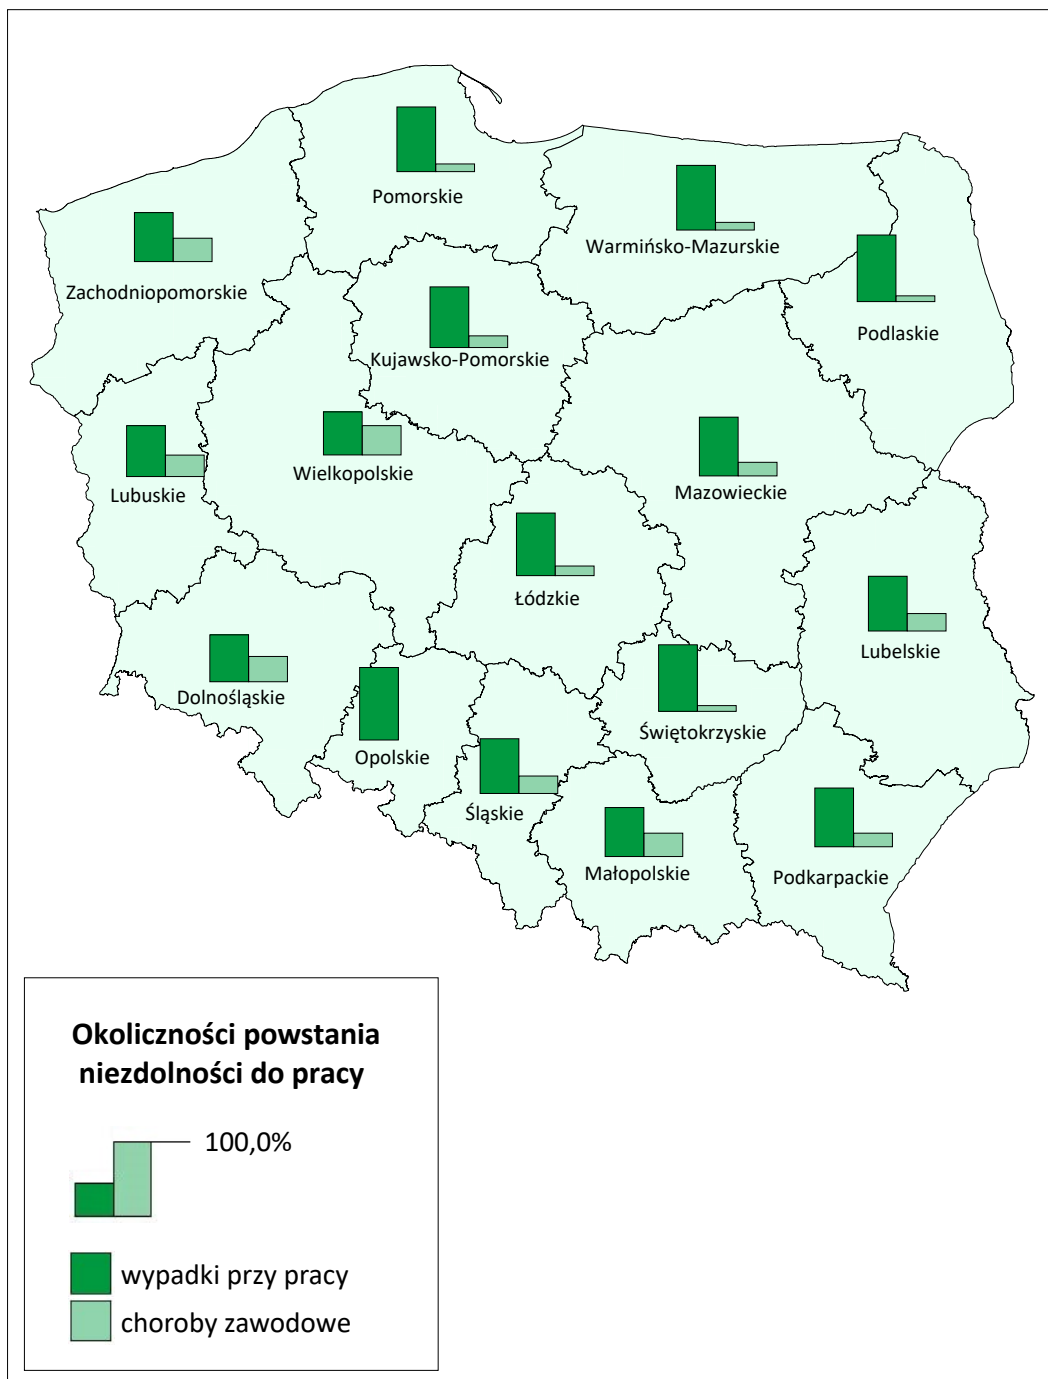 Pomorskie
Warmińsko-Mazurskie
Zachodniopomorskie
Podlaskie
Kujawsko-Pomorskie
Wielkopolskie
Mazowieckie
Lubuskie
Łódzkie
Lubelskie
Dolnośląskie
Świętokrzyskie
Opolskie
Śląskie
Małopolskie
Podkarpackie
Okoliczności powstania
niezdolności do pracy
100,0%
wypadki przy pracy
choroby zawodowe